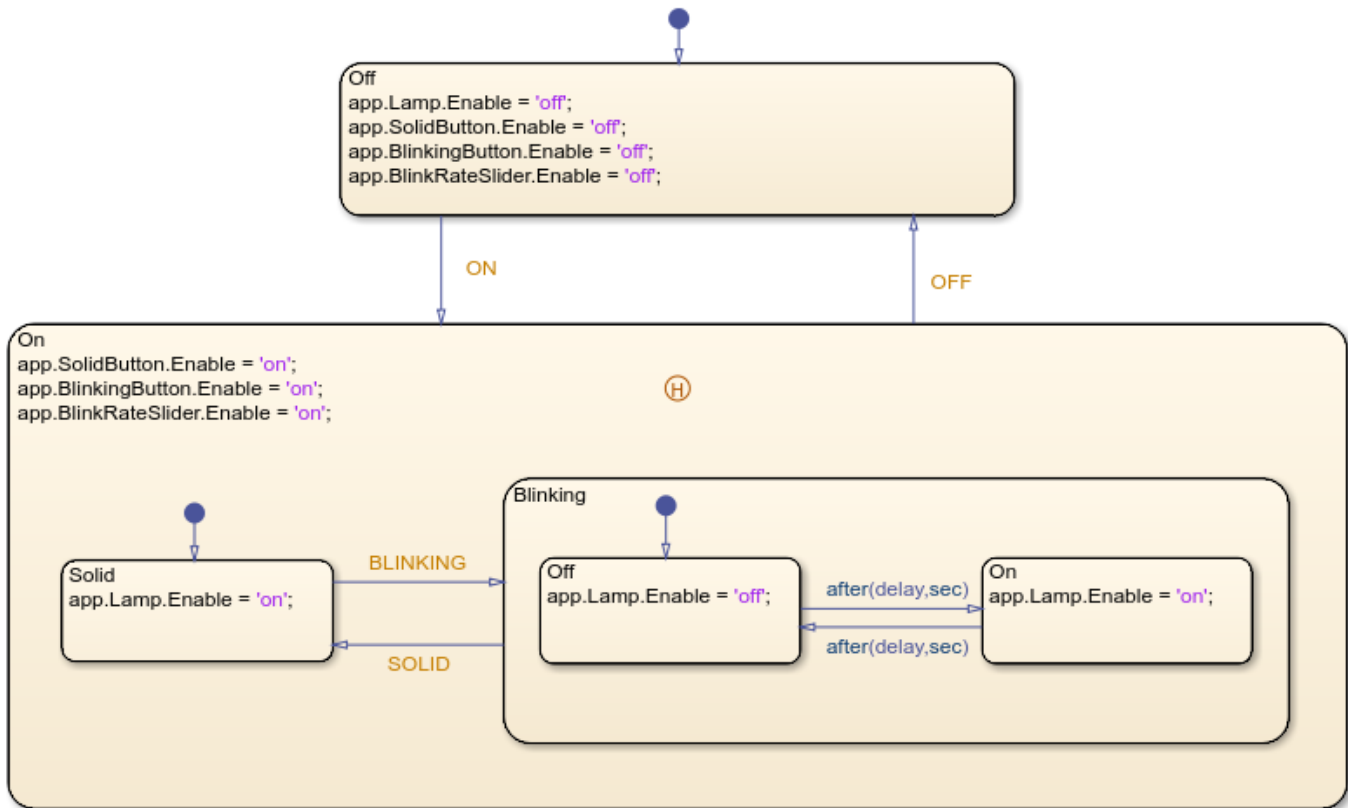 Off
app.Lamp.Enable = 'off';
app.SolidButton.Enable = 'off';
app.BlinkingButton.Enable = 'off';
app.BlinkRateSlider.Enable = 'off';
ON
OFF
On
app.SolidButton.Enable = 'on';
app.BlinkingButton.Enable = 'on';
app.BlinkRateSlider.Enable = 'on';
H
Solid
app.Lamp.Enable = 'on';
BLINKING
SOLID
Blinking
Off
app.Lamp.Enable = 'off';
after(delay,sec)
after(delay,sec)
On
app.Lamp.Enable = 'on';